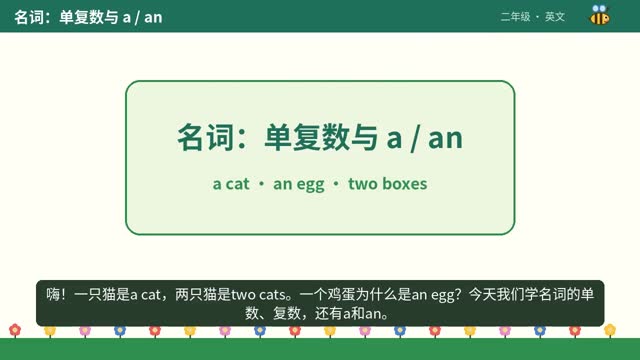 名词：单复数与 a / an
二年级 · 英文
名词：单复数与 a / an
a cat · an egg · two boxes
嗨！一只猫是a cat，两只猫是two cats。一个鸡蛋为什么是an egg？今天我们学名词的单
数、复数，还有a和an。